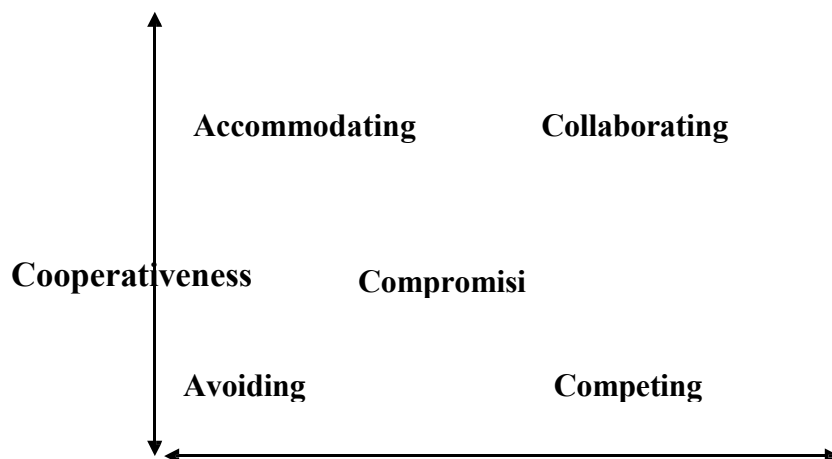 Accommodating Collaborating
Cooperativeness Compromisi
Avoiding Competing